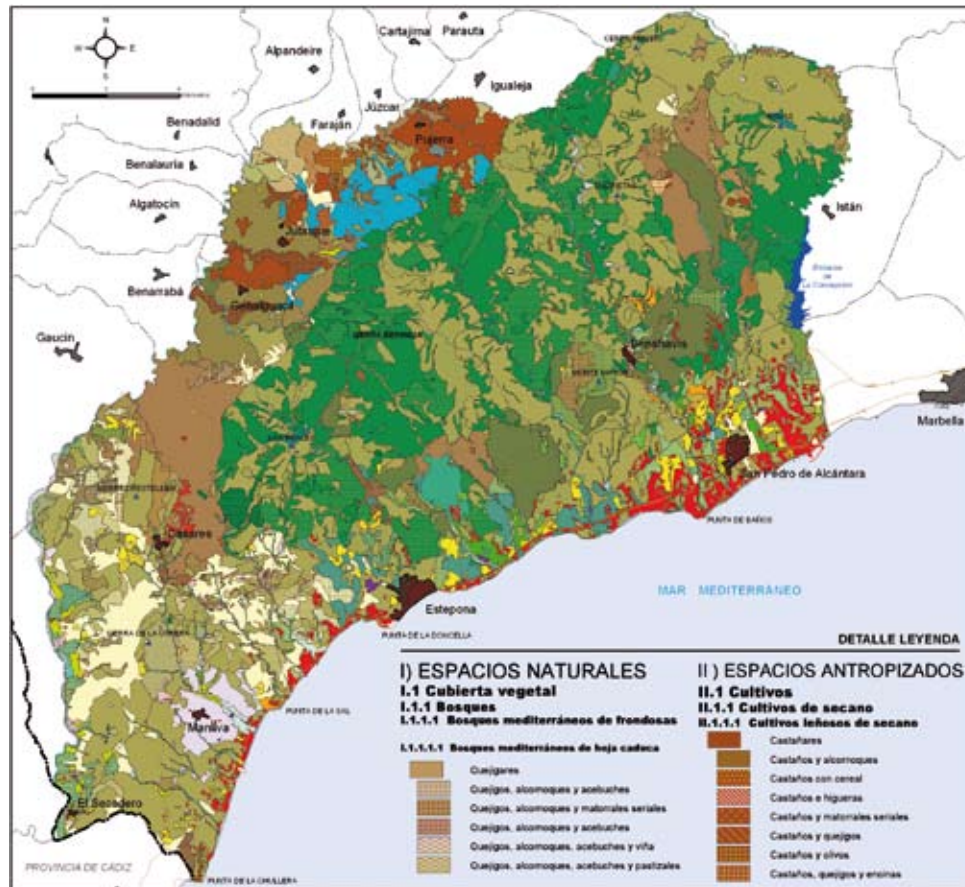 N
W E
S
Parauta
Cartajima
Alpandeire
Igualeja
Júzcar
Faraján
Pujerra
Benadalid
Benalauría
Algatocín
Jubrique
Istán
Benarrabá
Genalguacil
Gaucín
Benahavís
Marbella
San Pedro de Alcántara
Casares
PUNTA DE BAÑOS
Estepona
MAR MEDITERRANEO
PUNTA DE LA DONCELLA
DETALLE LEYENDA
PUNTA DE LA SAL
Manilva
El Secadero
PROVINCIA DE CÁDIZ
PUNTA DE LA CHULLERA
I) ESPACIOS NATURALES
I.1 Cubierta vegetal
I.1.1 Bosques
I.1.1.1 Bosques mediterráneos de frondosas
I.1.1.1.1 Bosques mediterráneos de hoja caduca
Quejigares
Quejigos, alcornoques y acebuches
Quejigos, alcornoques y matorrales seriales
Quejigos, alcornoques y acebuches
Quejigos, alcornoques, acebuches y viña
Quejigos, alcornoques, acebuches y pastizales
II ) ESPACIOS ANTROPIZADOS
II.1 Cultivos
II.1.1 Cultivos de secano
II.1.1.1 Cultivos leñosos de secano
Castañares
Castaños y alcornoques
Castaños con cereal
Castaños e higueras
Castaños y matorrales seriales
Castaños y quejigos
Castaños y olivos
Castaños, quejigos y encinas